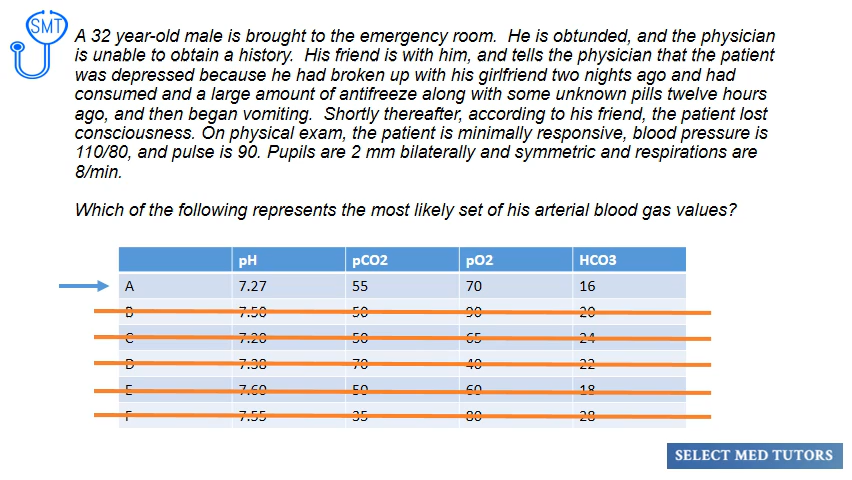 SMT
A 32 year-old male is brought to the emergency room.  He is obtunded, and the physician
is unable to obtain a history.  His friend is with him, and tells the physician that the patient
was depressed because he had broken up with his girlfriend two nights ago and had
consumed and a large amount of antifreeze along with some unknown pills twelve hours
ago, and then began vomiting.  Shortly thereafter, according to his friend, the patient lost
consciousness. On physical exam, the patient is minimally responsive, blood pressure is
110/80, and pulse is 90. Pupils are 2 mm bilaterally and symmetric and respirations are
8/min.
Which of the following represents the most likely set of his arterial blood gas values?
pH pCO2 pO2 HCO3
A 7.27 55 70 16
B 7.50 50 90 20
C 7.20 50 65 24
D 7.38 70 40 22
E 7.60 50 60 18
F 7.55 35 80 28
SELECT MED TUTORS